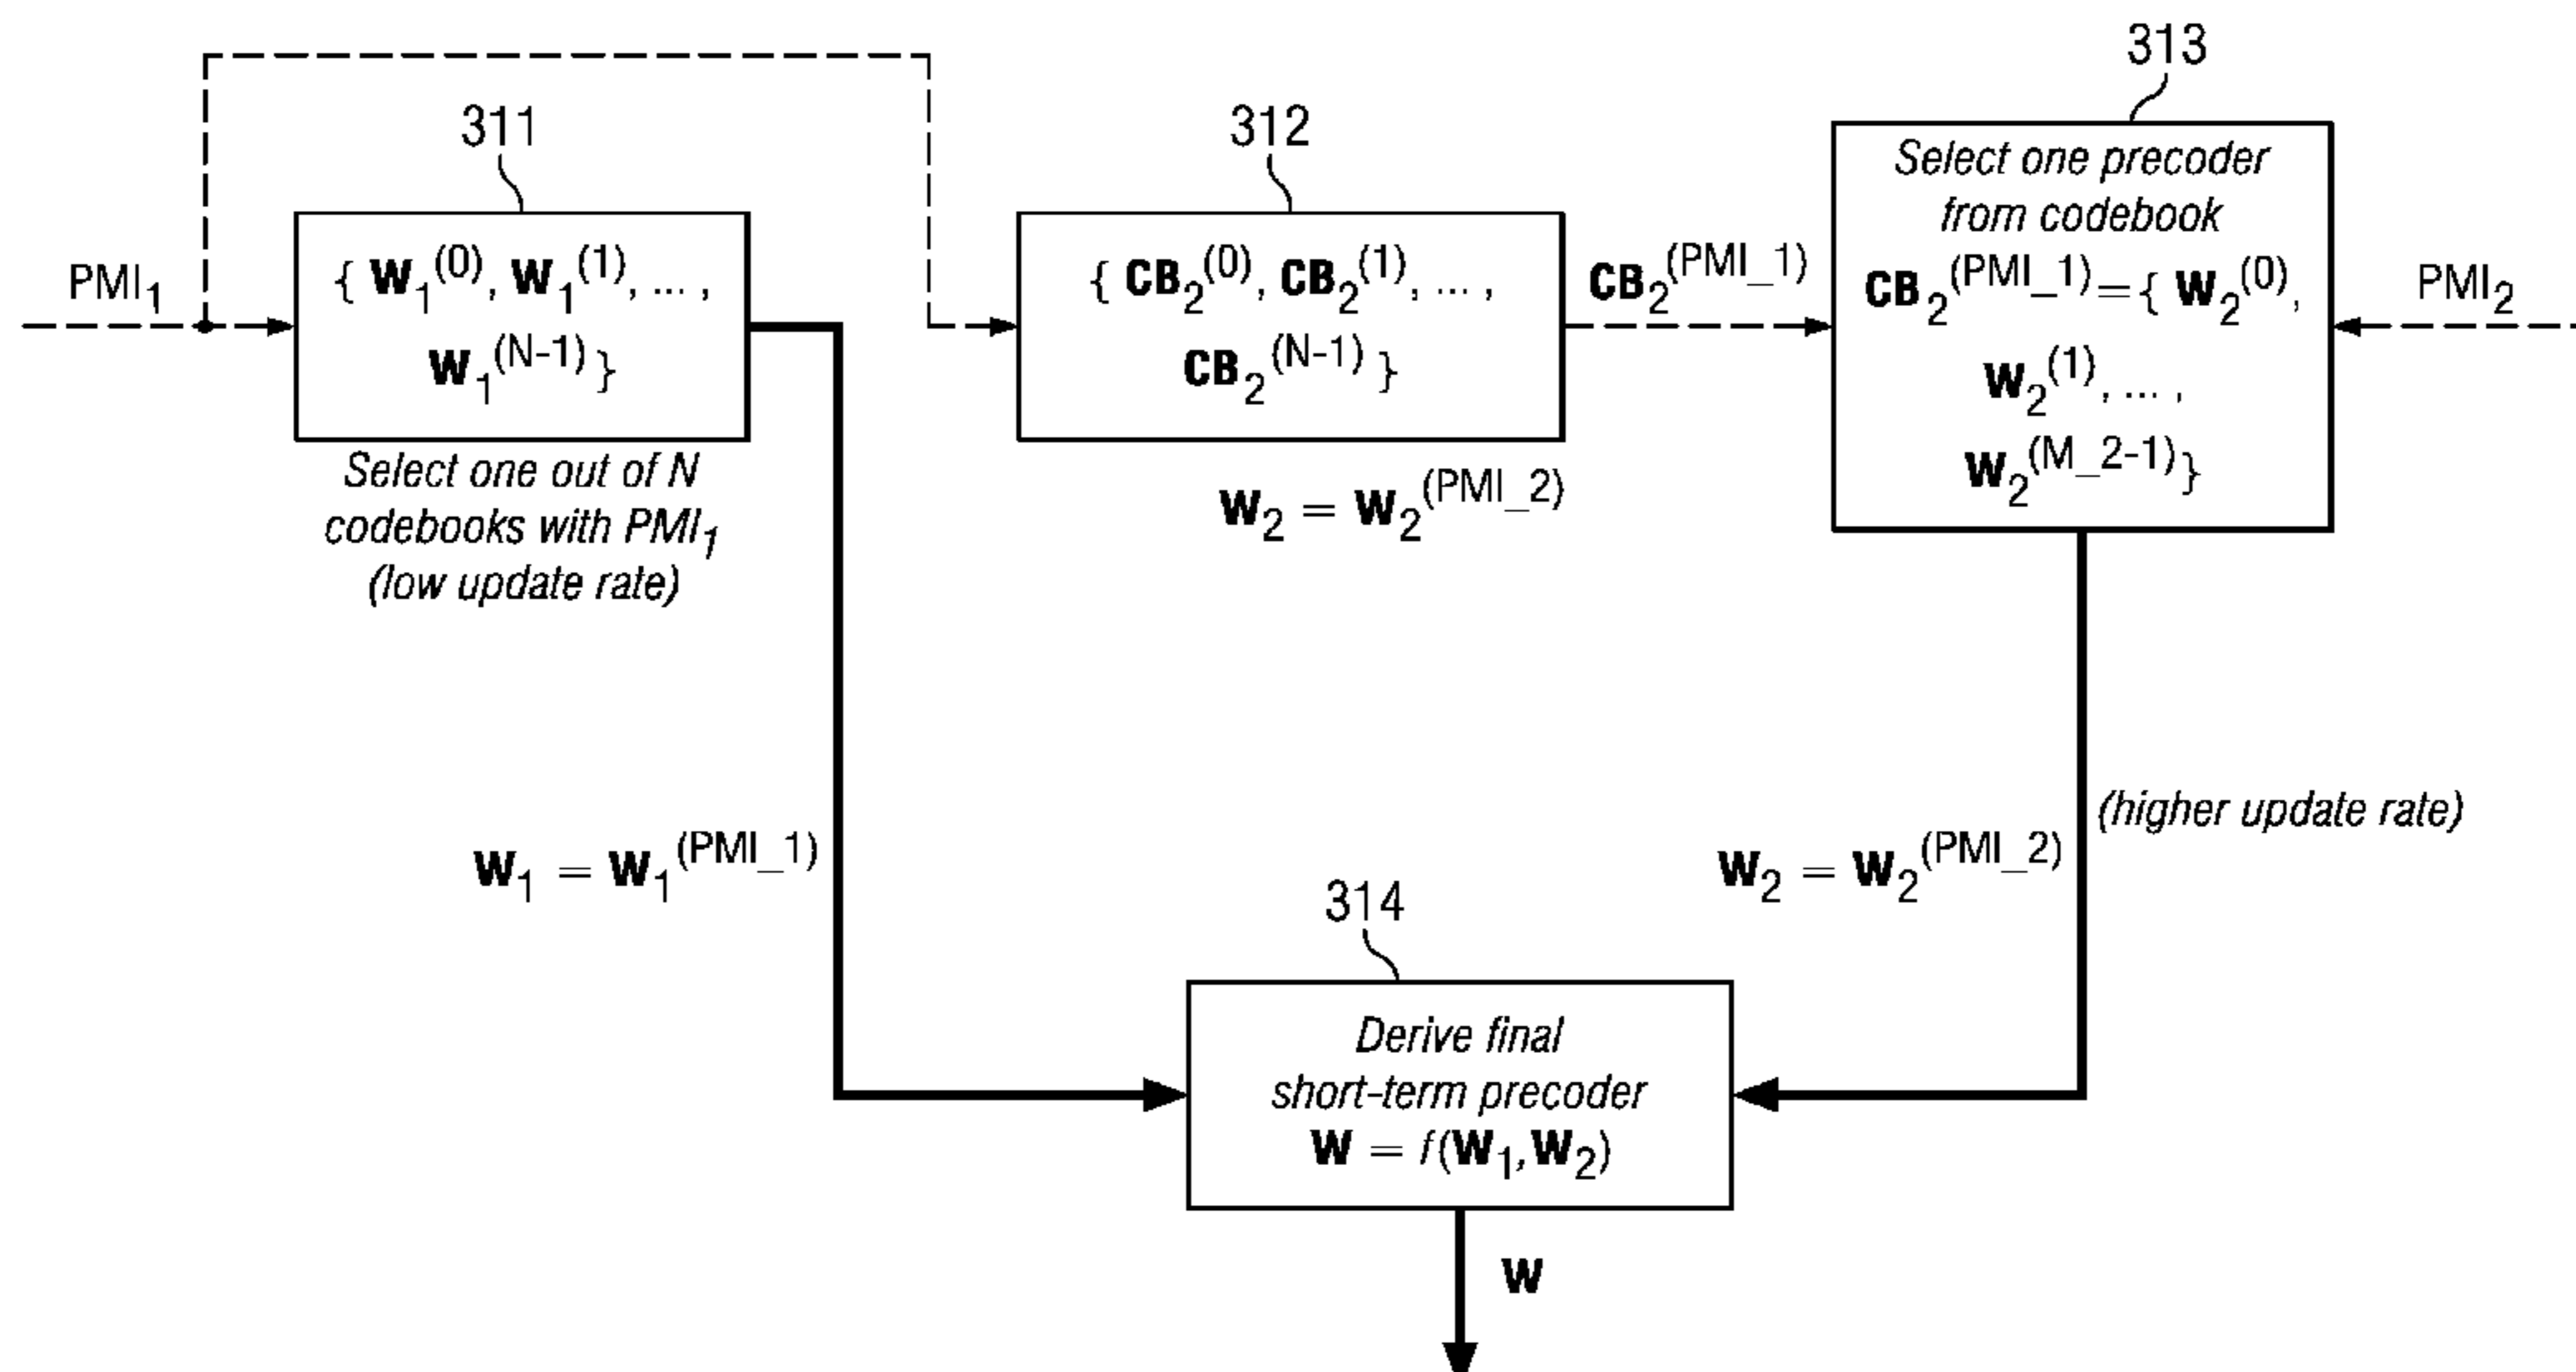 313
311
312
Select one precoder
from codebook
CB₂^(PMI_1)={ W₂^(0),
W₂^(1), ... ,
W₂^(M_2-1)}
PMI₁
{ W₁^(0), W₁^(1), ... ,
W₁^(N-1) }
{ CB₂^(0), CB₂^(1), ... ,
CB₂^(N-1) }
CB₂^(PMI_1)
PMI₂
Select one out of N
codebooks with PMI₁
(low update rate)
W₂ = W₂^(PMI_2)
(higher update rate)
W₁ = W₁^(PMI_1)
W₂ = W₂^(PMI_2)
314
Derive final
short-term precoder
W = f(W₁,W₂)
W